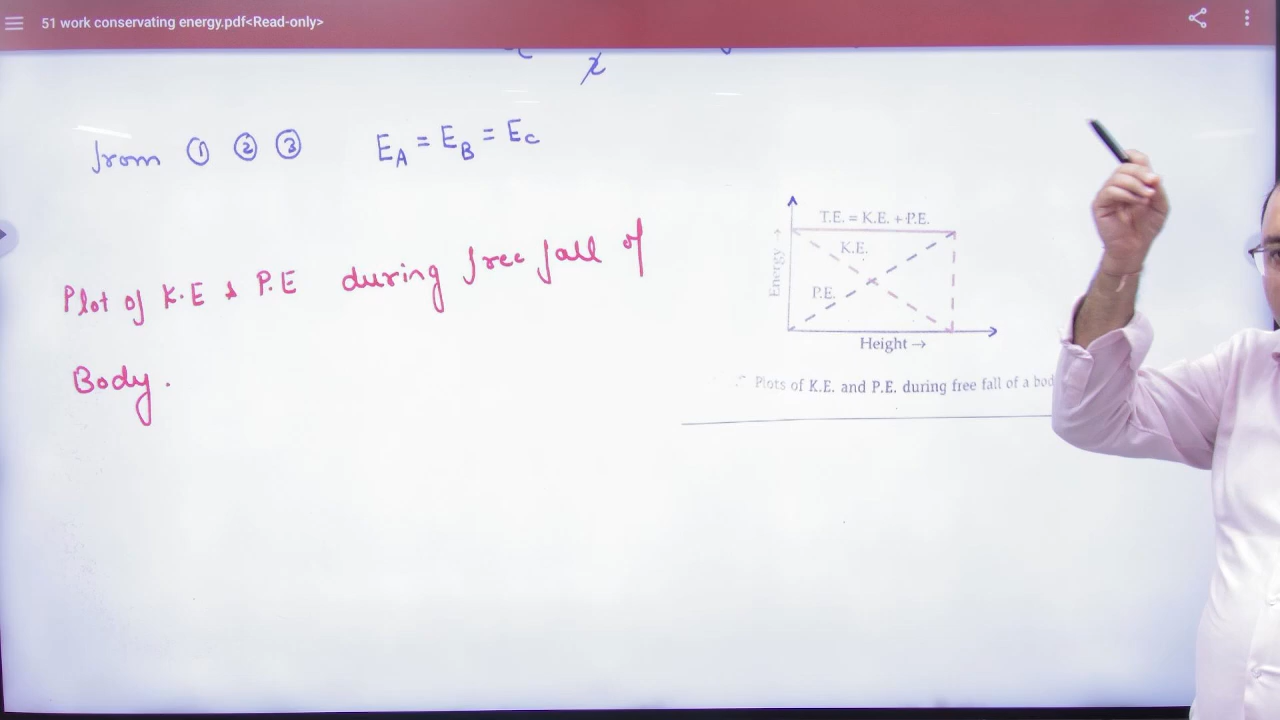 51 work conservating energy.pdf<Read-only>
from ① ② ③ E_A = E_B = E_C
Plot of K.E & P.E during free fall of
Body.
T.E. = K.E. + P.E.
K.E.
P.E.
Energy →
Height →
Plots of K.E. and P.E. during free fall of a bod